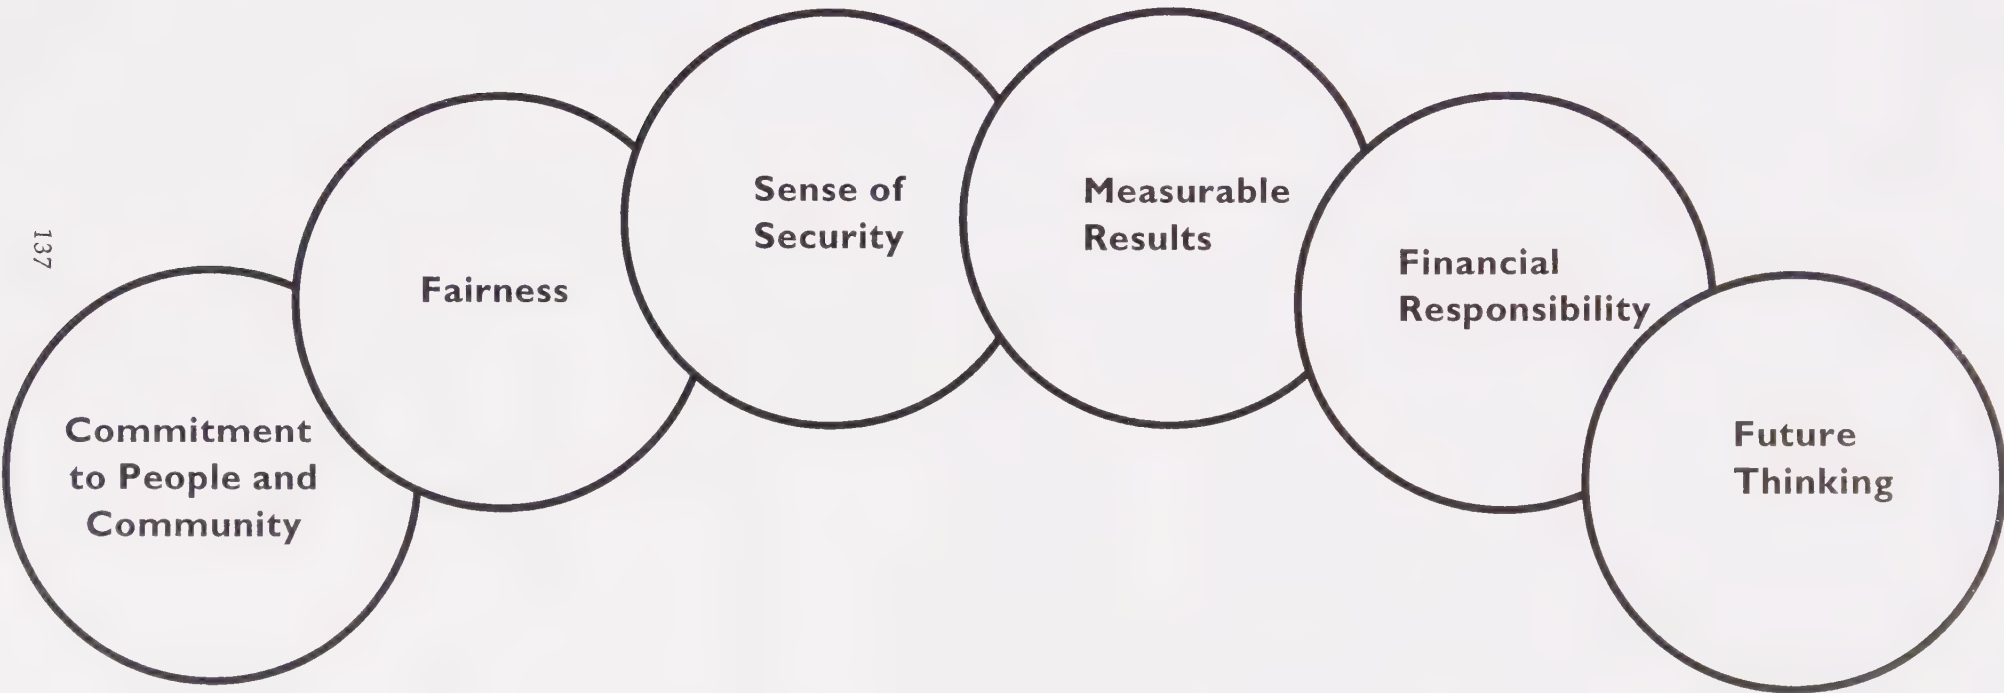 137
Commitment
to People and
Community
Fairness
Sense of
Security
Measurable
Results
Financial
Responsibility
Future
Thinking